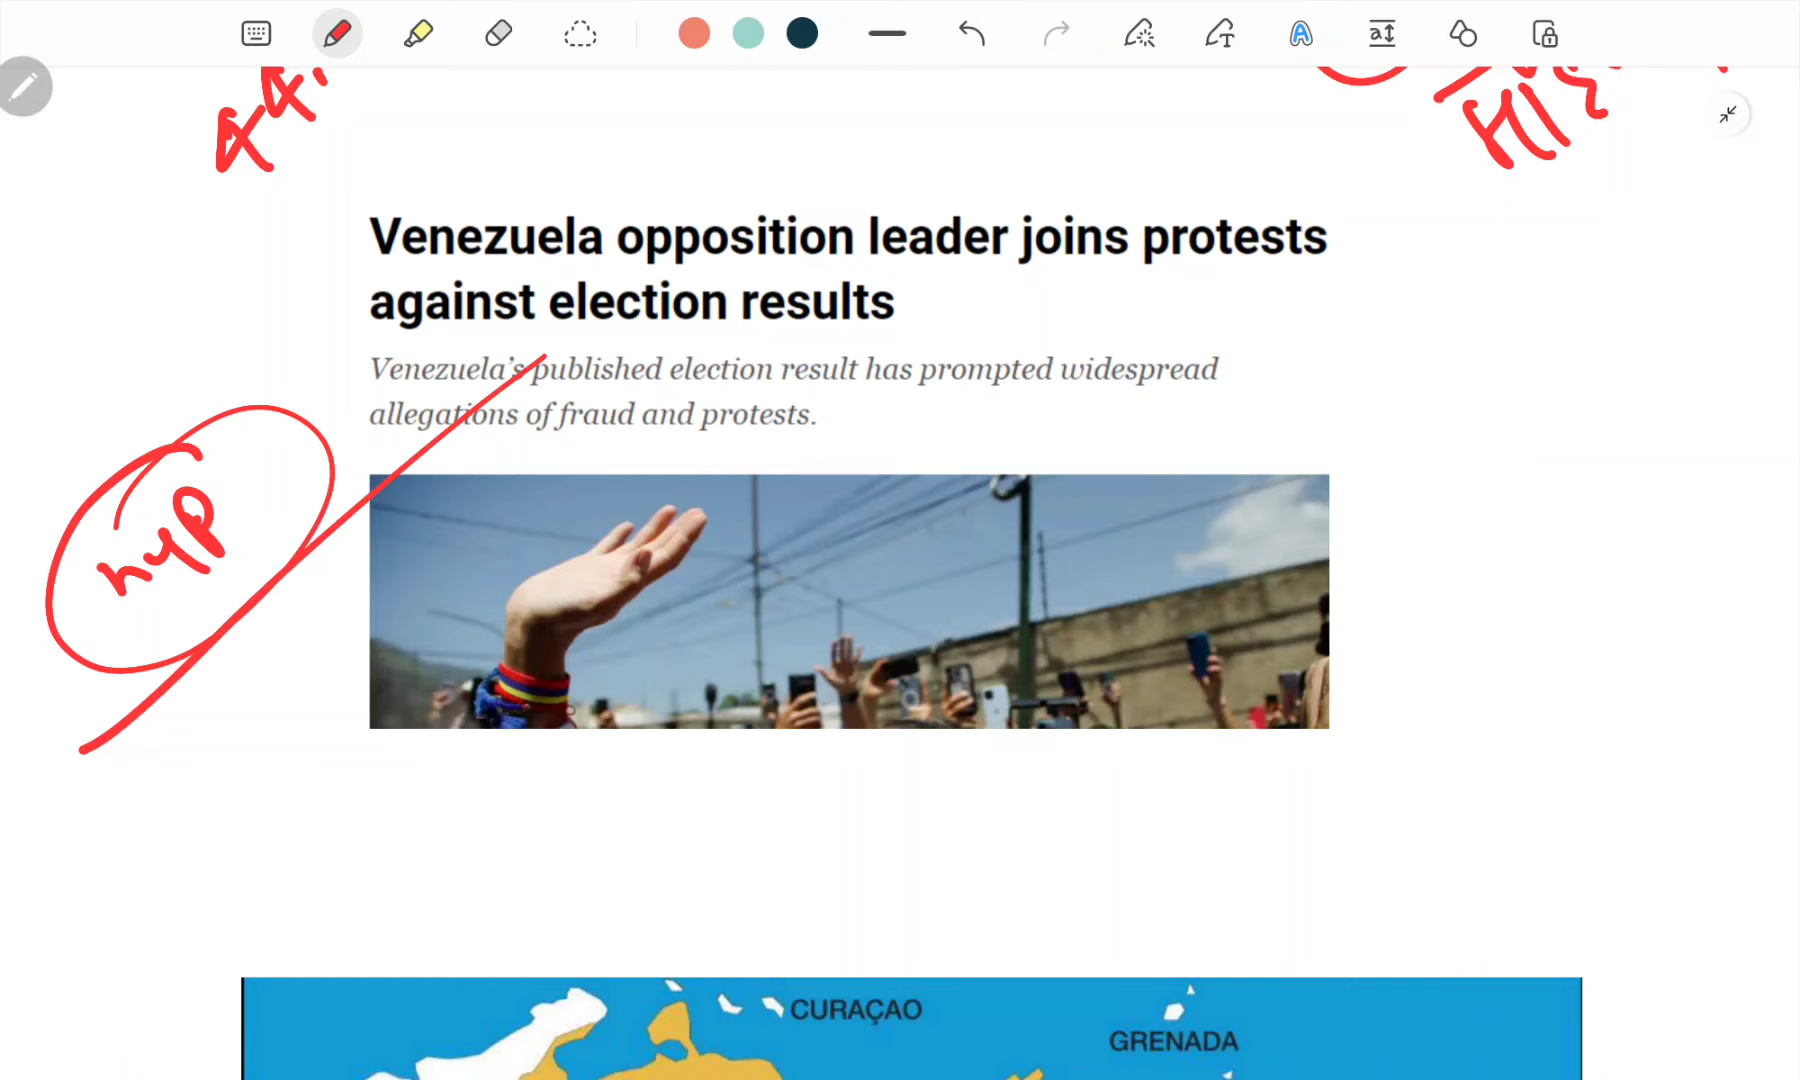 Venezuela opposition leader joins protests
against election results
Venezuela's published election result has prompted widespread
allegations of fraud and protests.
hyp
CURAÇAO
GRENADA